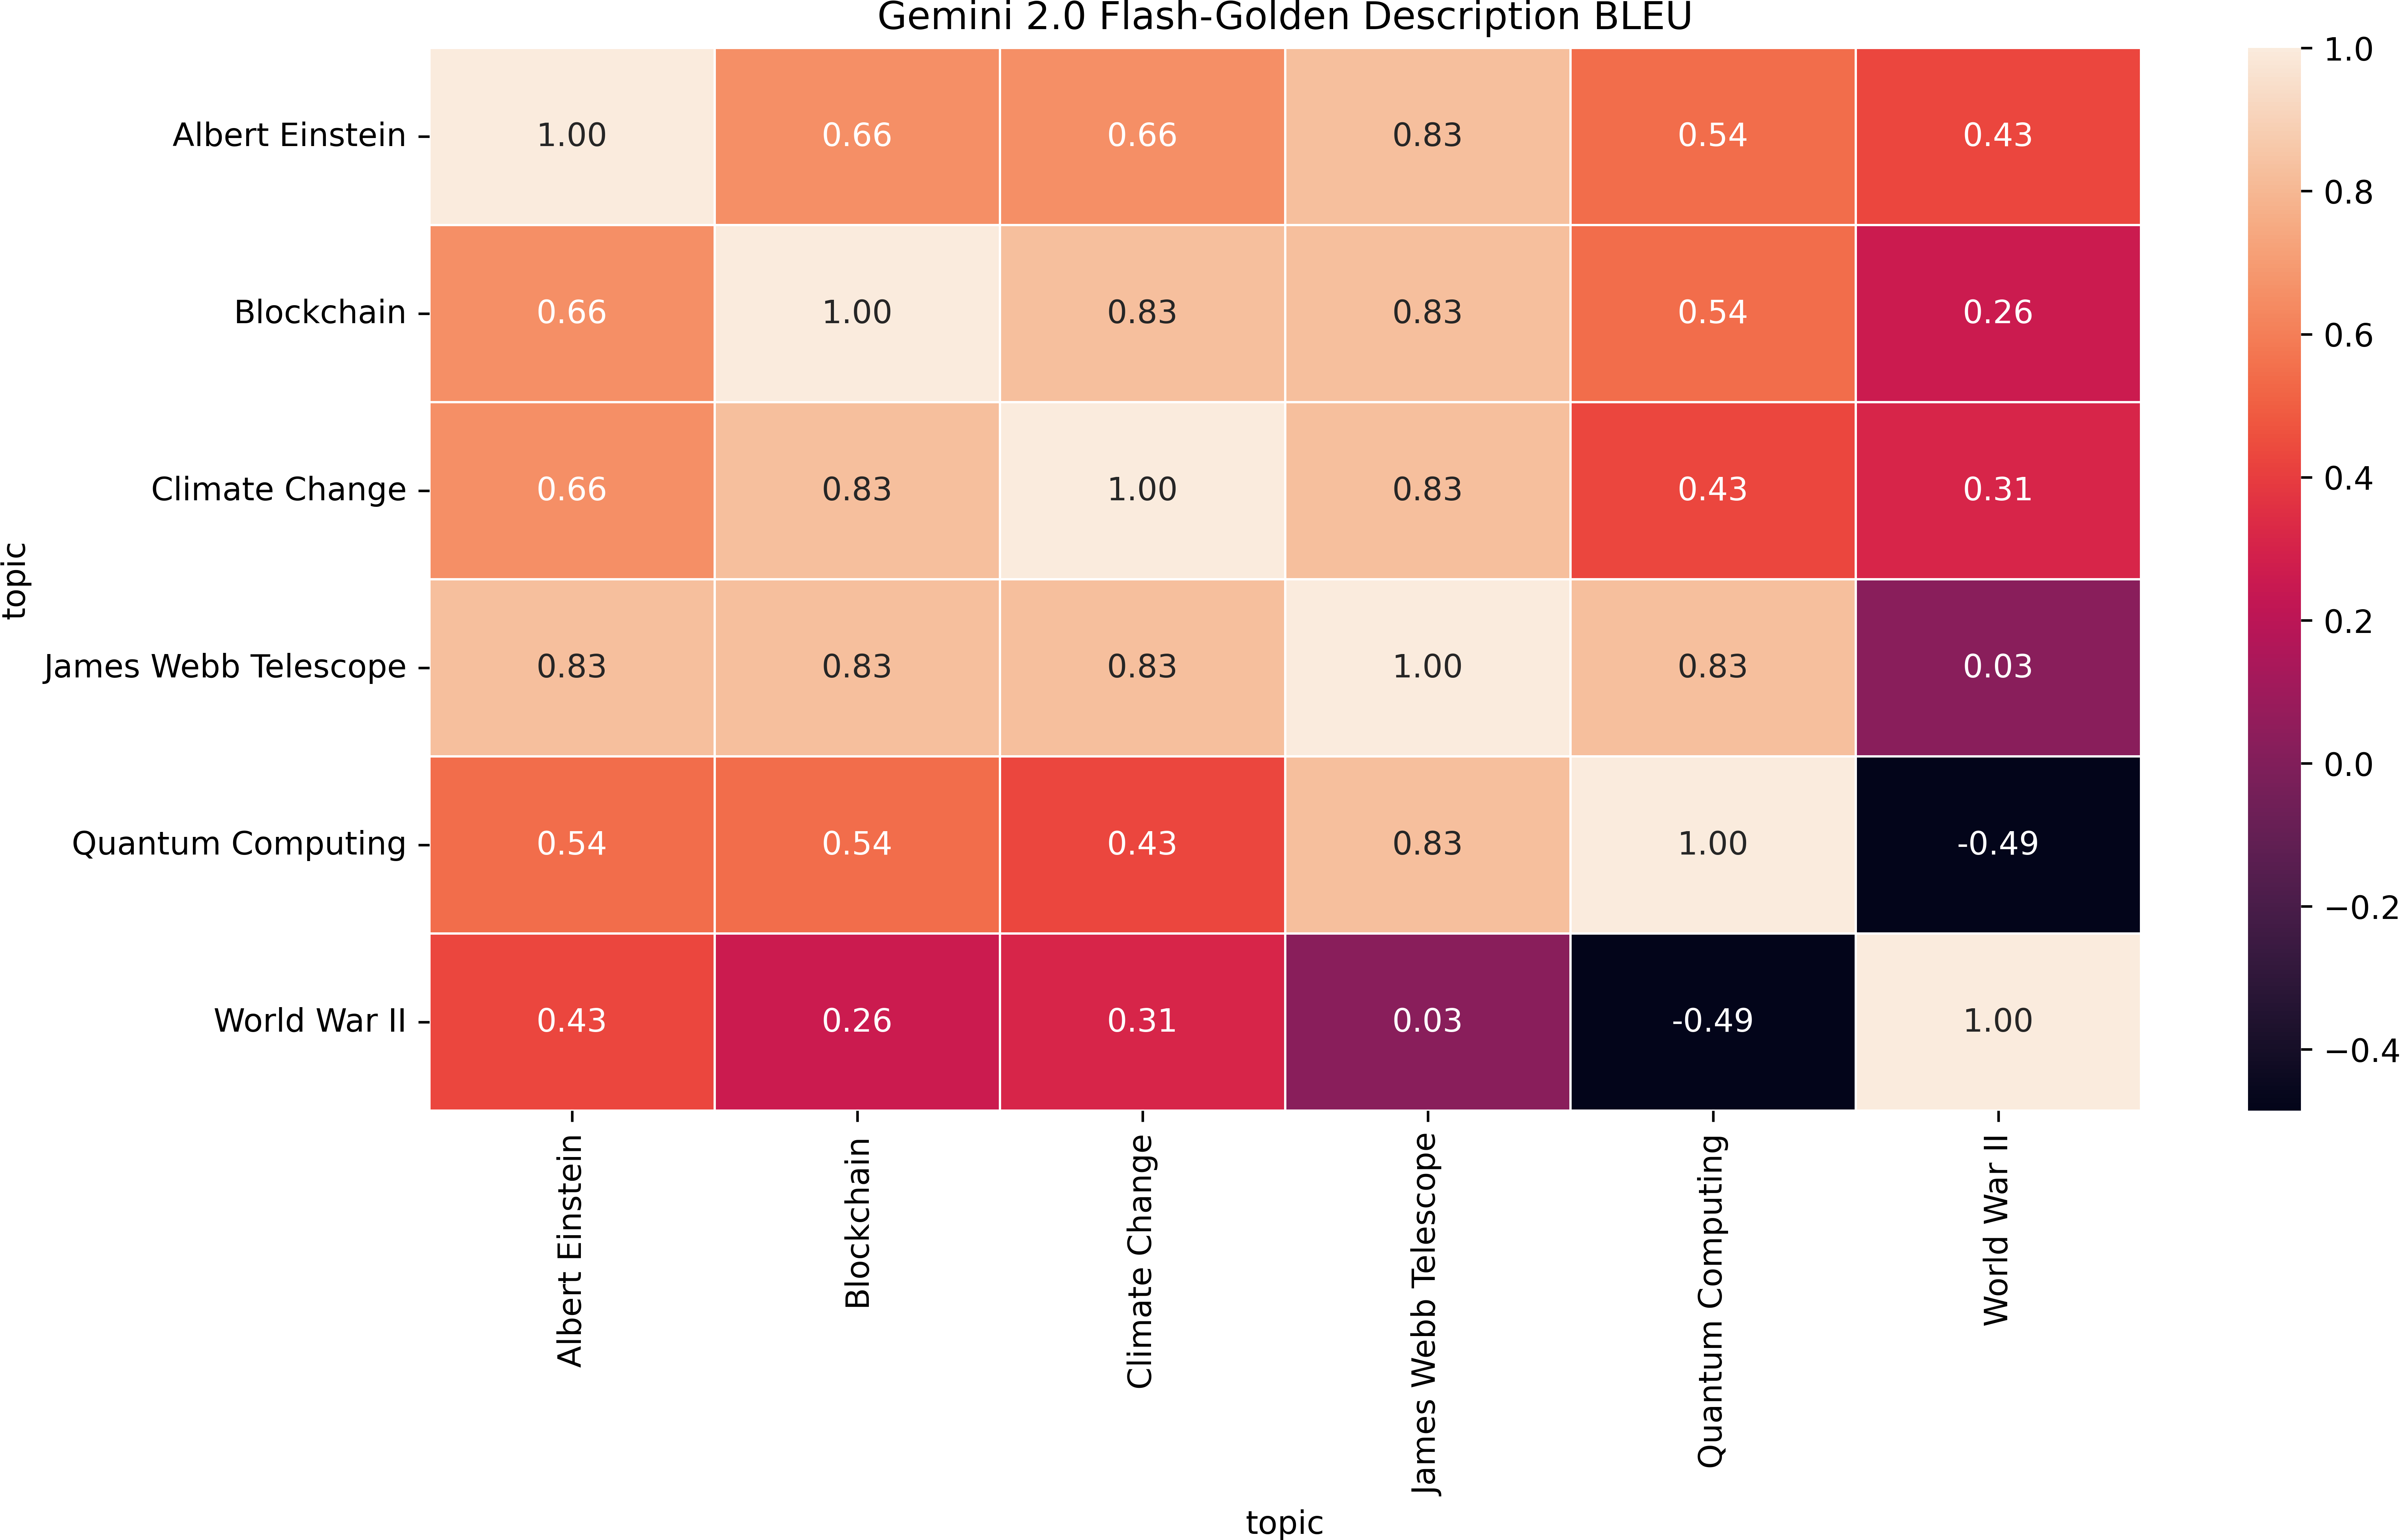 Gemini 2.0 Flash-Golden Description BLEU
topic
Albert Einstein 1.00 0.66 0.66 0.83 0.54 0.43
Blockchain 0.66 1.00 0.83 0.83 0.54 0.26
Climate Change 0.66 0.83 1.00 0.83 0.43 0.31
James Webb Telescope 0.83 0.83 0.83 1.00 0.83 0.03
Quantum Computing 0.54 0.54 0.43 0.83 1.00 -0.49
World War II 0.43 0.26 0.31 0.03 -0.49 1.00
Albert Einstein
Blockchain
Climate Change
James Webb Telescope
Quantum Computing
World War II
topic
1.0
0.8
0.6
0.4
0.2
0.0
−0.2
−0.4